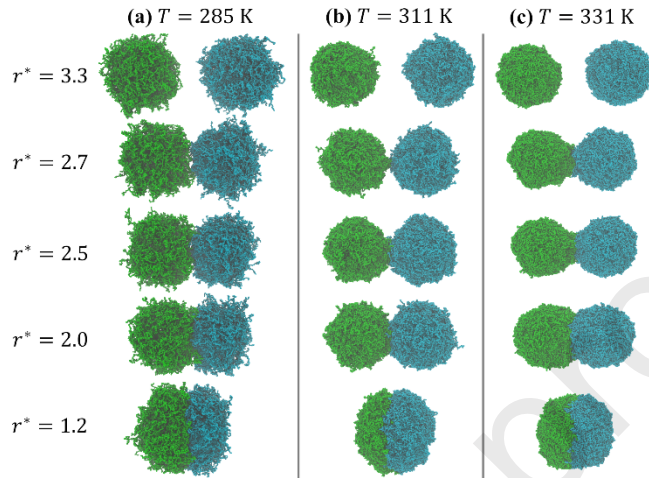 (a) T = 285 K
(b) T = 311 K
(c) T = 331 K
r* = 3.3
r* = 2.7
r* = 2.5
r* = 2.0
r* = 1.2